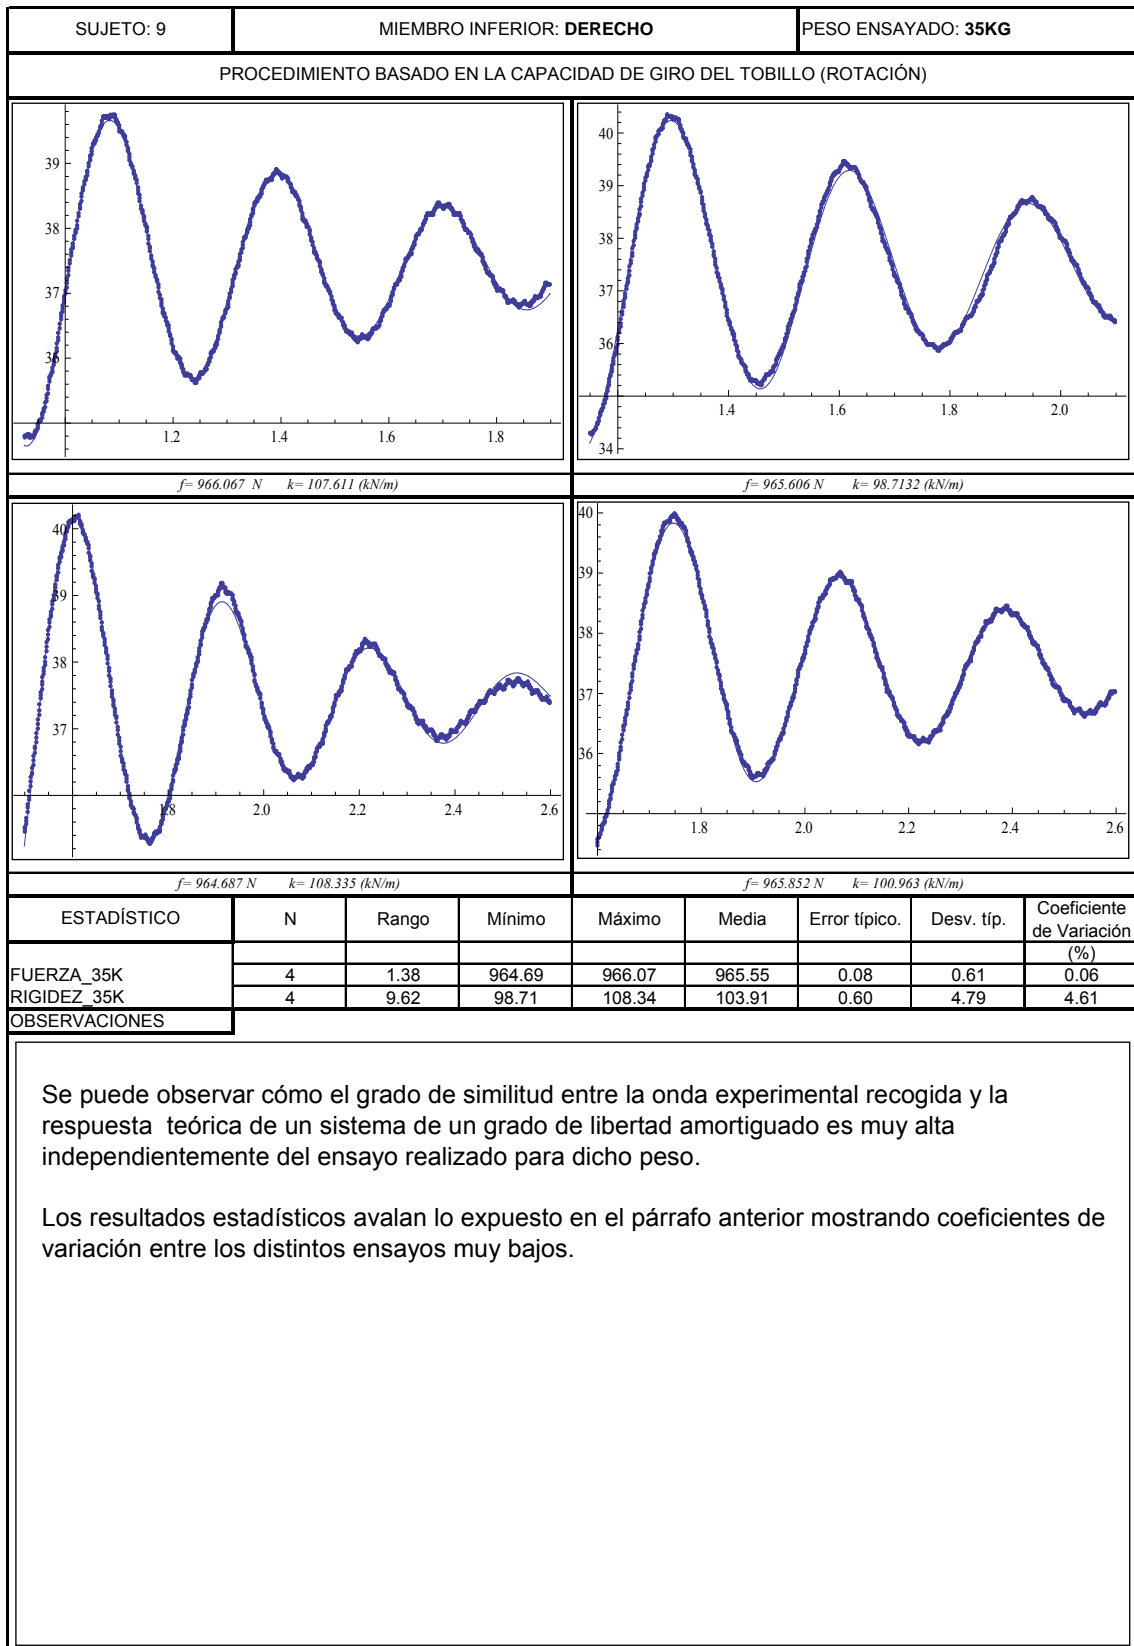 SUJETO: 9 MIEMBRO INFERIOR: DERECHO PESO ENSAYADO: 35KG
PROCEDIMIENTO BASADO EN LA CAPACIDAD DE GIRO DEL TOBILLO (ROTACIÓN)
39
38
37
36
1.2 1.4 1.6 1.8
40
39
38
37
36
34
1.4 1.6 1.8 2.0
f= 966.067 N k= 107.611 (kN/m) f= 965.606 N k= 98.7132 (kN/m)
40
39
38
37
1.8 2.0 2.2 2.4 2.6
40
39
38
37
36
1.8 2.0 2.2 2.4 2.6
f= 964.687 N k= 108.335 (kN/m) f= 965.852 N k= 100.963 (kN/m)
ESTADÍSTICO N Rango Mínimo Máximo Media Error típico. Desv. típ. Coeficiente de Variación
(%)
FUERZA_35K 4 1.38 964.69 966.07 965.55 0.08 0.61 0.06
RIGIDEZ_35K 4 9.62 98.71 108.34 103.91 0.60 4.79 4.61
OBSERVACIONES
Se puede observar cómo el grado de similitud entre la onda experimental recogida y la
respuesta teórica de un sistema de un grado de libertad amortiguado es muy alta
independientemente del ensayo realizado para dicho peso.
Los resultados estadísticos avalan lo expuesto en el párrafo anterior mostrando coeficientes de
variación entre los distintos ensayos muy bajos.